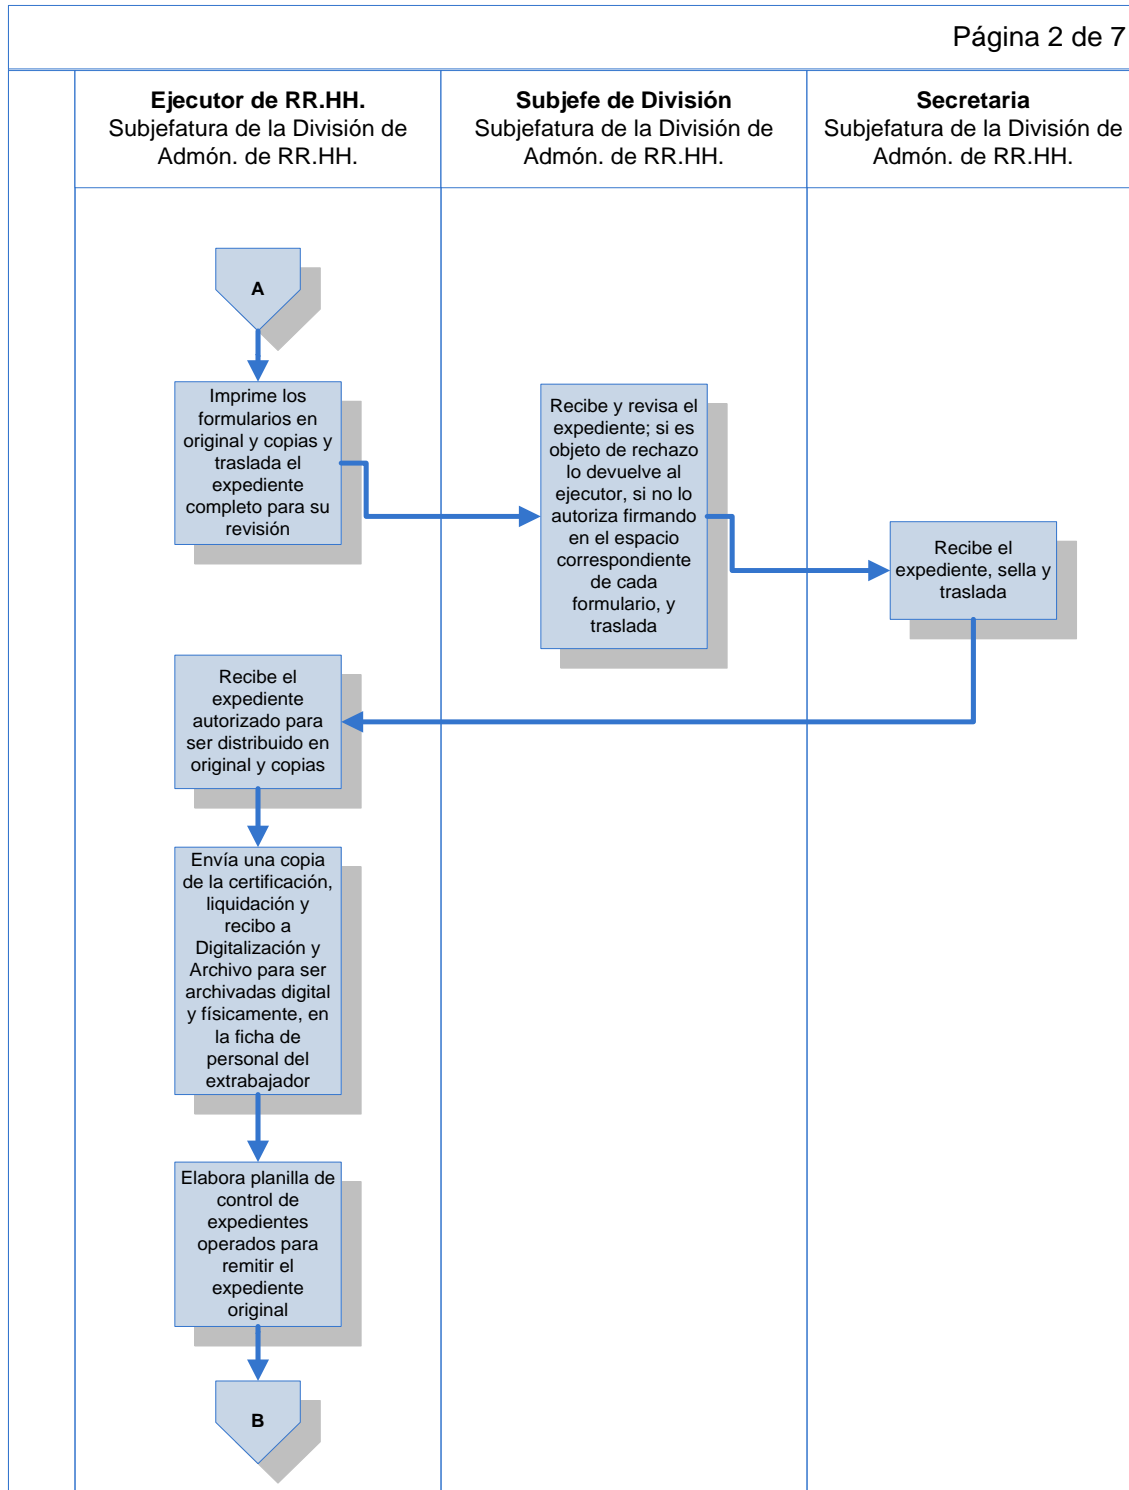 Página 2 de 7
Ejecutor de RR.HH.
Subjefatura de la División de
Admón. de RR.HH.
Subjefe de División
Subjefatura de la División de
Admón. de RR.HH.
Secretaria
Subjefatura de la División de
Admón. de RR.HH.
A
Imprime los
formularios en
original y copias y
traslada el
expediente
completo para su
revisión
Recibe y revisa el
expediente; si es
objeto de rechazo
lo devuelve al
ejecutor, si no lo
autoriza firmando
en el espacio
correspondiente
de cada
formulario, y
traslada
Recibe el
expediente, sella y
traslada
Recibe el
expediente
autorizado para
ser distribuido en
original y copias
Envía una copia
de la certificación,
liquidación y
recibo a
Digitalización y
Archivo para ser
archivadas digital
y físicamente, en
la ficha de
personal del
extrabajador
Elabora planilla de
control de
expedientes
operados para
remitir el
expediente
original
B